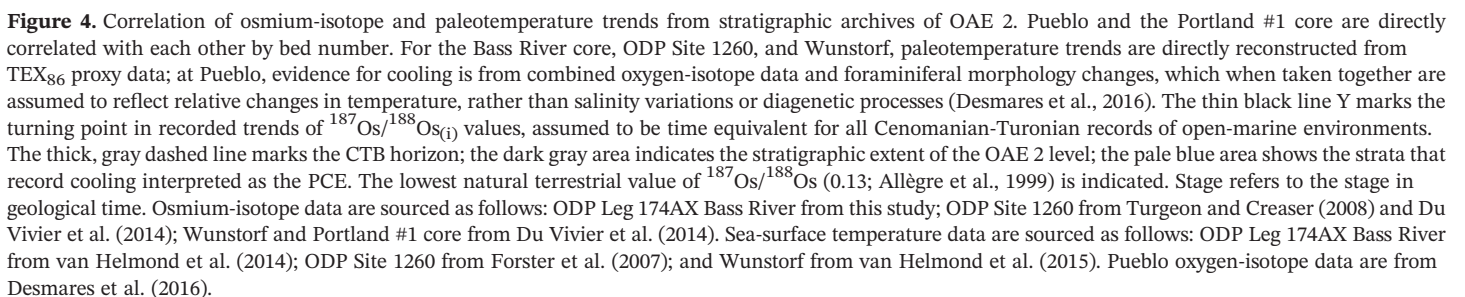 Figure 4. Correlation of osmium-isotope and paleotemperature trends from stratigraphic archives of OAE 2. Pueblo and the Portland #1 core are directly
correlated with each other by bed number. For the Bass River core, ODP Site 1260, and Wunstorf, paleotemperature trends are directly reconstructed from
TEX86 proxy data; at Pueblo, evidence for cooling is from combined oxygen-isotope data and foraminiferal morphology changes, which when taken together are
assumed to reflect relative changes in temperature, rather than salinity variations or diagenetic processes (Desmares et al., 2016). The thin black line Y marks the
turning point in recorded trends of 187Os/188Os(i) values, assumed to be time equivalent for all Cenomanian-Turonian records of open-marine environments.
The thick, gray dashed line marks the CTB horizon; the dark gray area indicates the stratigraphic extent of the OAE 2 level; the pale blue area shows the strata that
record cooling interpreted as the PCE. The lowest natural terrestrial value of 187Os/188Os (0.13; Allègre et al., 1999) is indicated. Stage refers to the stage in
geological time. Osmium-isotope data are sourced as follows: ODP Leg 174AX Bass River from this study; ODP Site 1260 from Turgeon and Creaser (2008) and Du
Vivier et al. (2014); Wunstorf and Portland #1 core from Du Vivier et al. (2014). Sea-surface temperature data are sourced as follows: ODP Leg 174AX Bass River
from van Helmond et al. (2014); ODP Site 1260 from Forster et al. (2007); and Wunstorf from van Helmond et al. (2015). Pueblo oxygen-isotope data are from
Desmares et al. (2016).